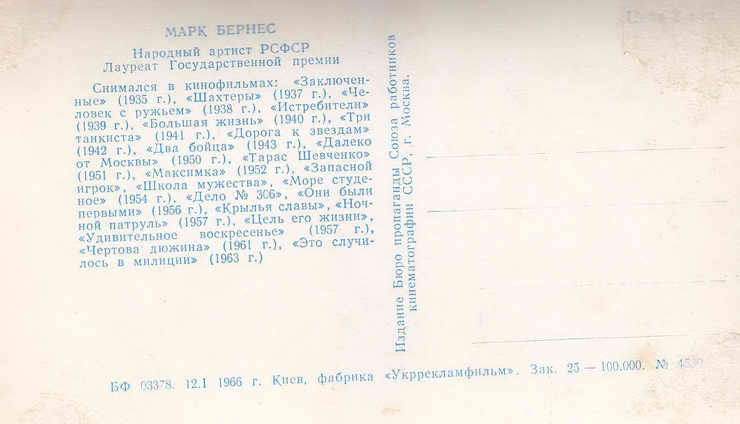 МАРК БЕРНЕС
Народный артист РСФСР
Лауреат Государственной премии
Снимался в кинофильмах: «Заключен-
ные» (1935 г.), «Шахтеры» (1937 г.), «Че-
ловек с ружьем» (1938 г.), «Истребители»
(1939 г.), «Большая жизнь» (1940 г.), «Три
танкиста» (1941 г.), «Дорога к звездам»
(1942 г.), «Два бойца» (1943 г.), «Далеко
от Москвы» (1950 г.), «Тарас Шевченко»
(1951 г.), «Максимка» (1952 г.), «Запасной
игрок», «Школа мужества», «Море студе-
ное» (1954 г.), «Дело № 306», «Они были
первыми» (1956 г.), «Крылья славы», «Ноч-
ной патруль» (1957 г.), «Цель его жизни»,
«Удивительное воскресенье» (1957 г.),
«Чертова дюжина» (1961 г.), «Это случи-
лось в милиции» (1963 г.)
Издание Бюро пропаганды Союза работников
кинематографии СССР, г. Москва.
БФ 03378. 12.I 1966 г. Киев, фабрика «Укррекламфильм». Зак. 25 — 100.000. №